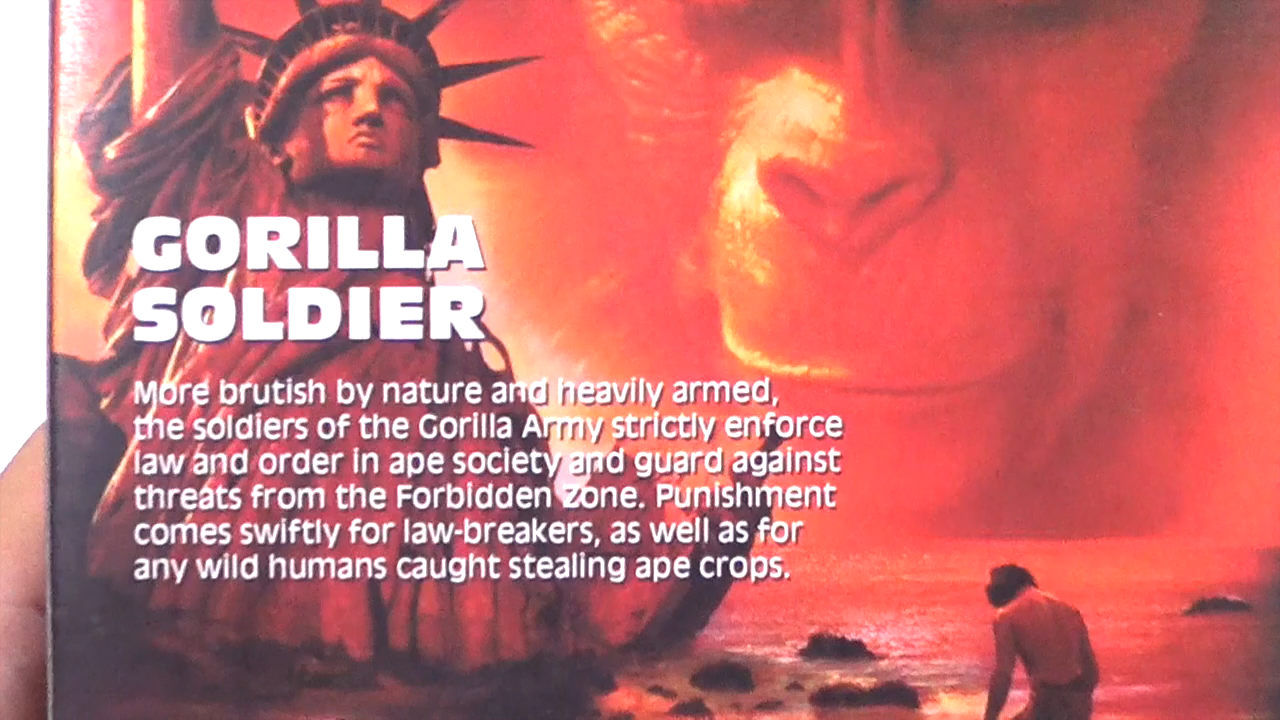 GORILLA
SOLDIER
More brutish by nature and heavily armed,
the soldiers of the Gorilla Army strictly enforce
law and order in ape society and guard against
threats from the Forbidden Zone. Punishment
comes swiftly for law-breakers, as well as for
any wild humans caught stealing ape crops.